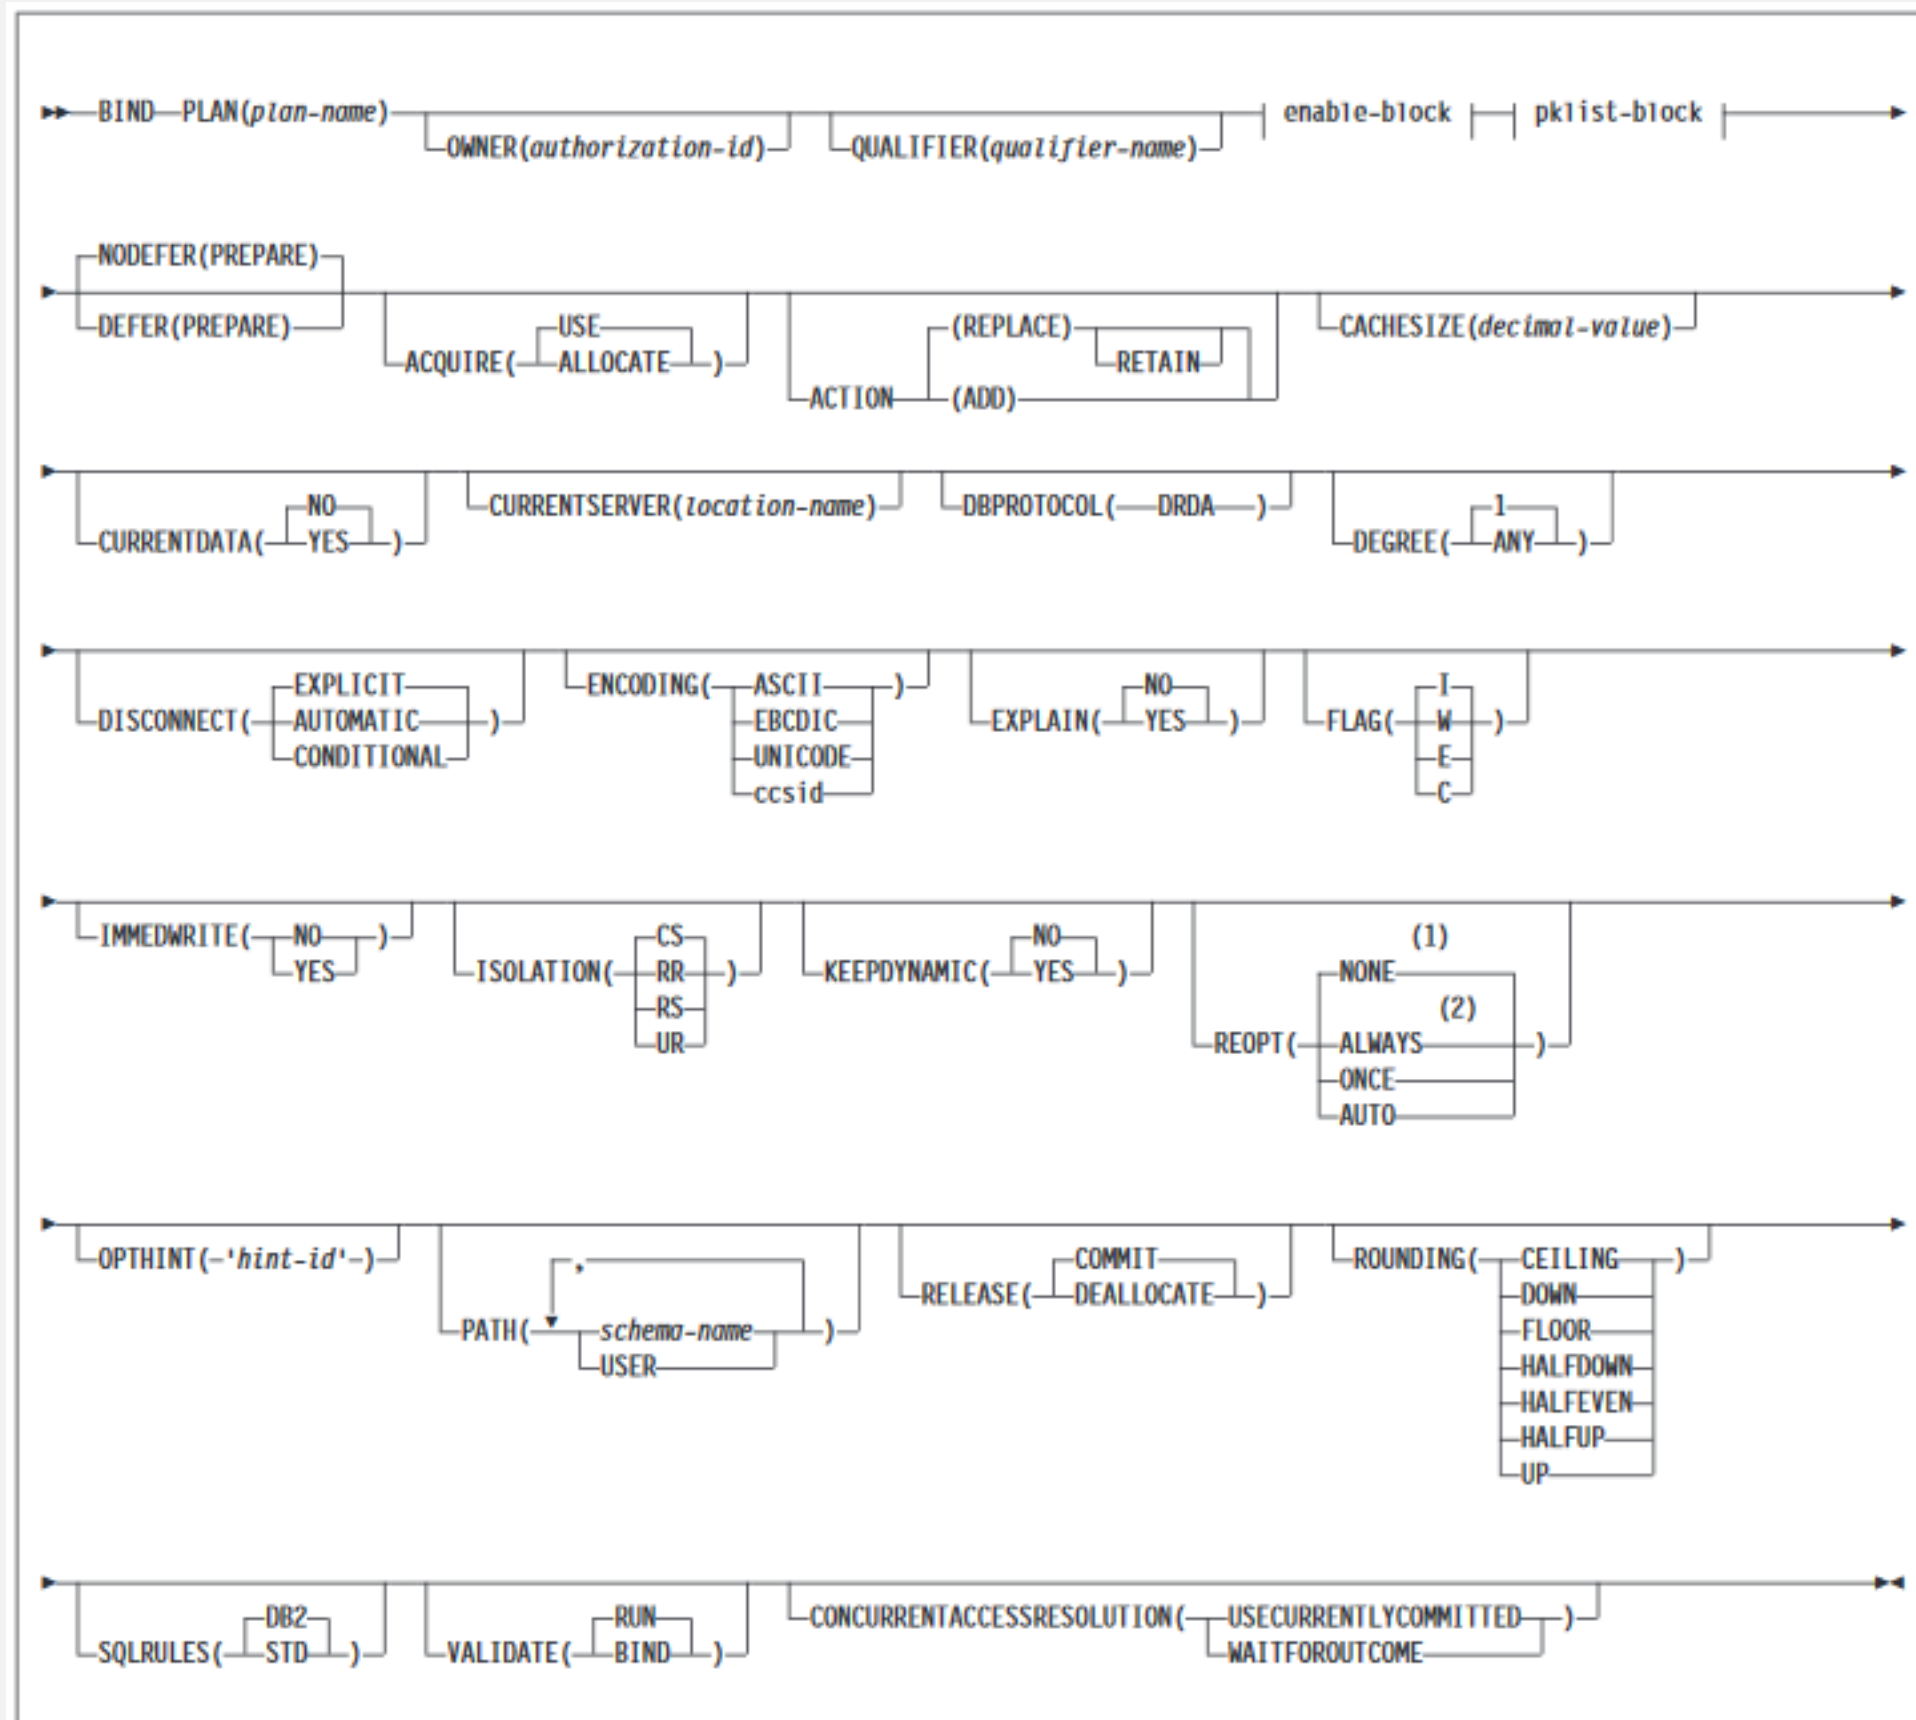 BIND PLAN(plan-name) enable-block pklist-block
OWNER(authorization-id) QUALIFIER(qualifier-name)
NODEFER(PREPARE)
DEFER(PREPARE) USE (REPLACE) CACHESIZE(decimal-value)
ACQUIRE( ALLOCATE ) RETAIN
ACTION (ADD)
NO CURRENTSERVER(location-name) DBPROTOCOL( DRDA ) 1
CURRENTDATA( YES ) DEGREE( ANY )
EXPLICIT ENCODING( ASCII ) NO I
DISCONNECT( AUTOMATIC ) EBCDIC EXPLAIN( YES ) FLAG( W )
CONDITIONAL UNICODE E
ccsid C
IMMEDWRITE( NO ) CS NO (1)
YES ISOLATION( RR ) KEEPDYNAMIC( YES ) NONE
RS (2)
UR REOPT( ALWAYS )
ONCE
AUTO
OPTHINT( 'hint-id' ) , COMMIT ROUNDING( CEILING )
RELEASE( DEALLOCATE ) DOWN
PATH( schema-name ) FLOOR
USER HALFDOWN
HALFEVEN
HALFUP
UP
DB2 RUN CONCURRENTACCESSRESOLUTION( USECURRENTLYCOMMITTED )
SQLRULES( STD ) VALIDATE( BIND ) WAITFOROUTCOME